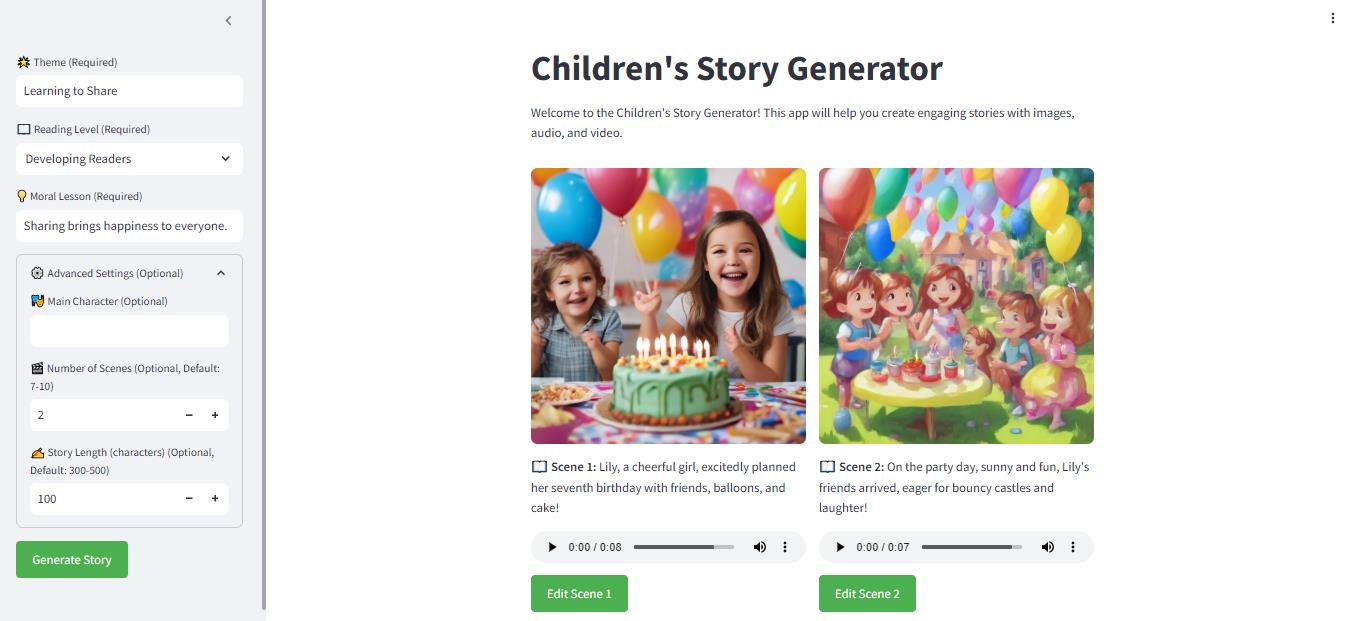 Theme (Required)
Learning to Share
Reading Level (Required)
Developing Readers
Moral Lesson (Required)
Sharing brings happiness to everyone.
Advanced Settings (Optional)
Main Character (Optional)
Number of Scenes (Optional, Default:
7-10)
2
Story Length (characters) (Optional,
Default: 300-500)
100
Generate Story
Children's Story Generator
Welcome to the Children's Story Generator! This app will help you create engaging stories with images,
audio, and video.
Scene 1: Lily, a cheerful girl, excitedly planned
her seventh birthday with friends, balloons, and
cake!
0:00 / 0:08
Edit Scene 1
Scene 2: On the party day, sunny and fun, Lily's
friends arrived, eager for bouncy castles and
laughter!
0:00 / 0:07
Edit Scene 2